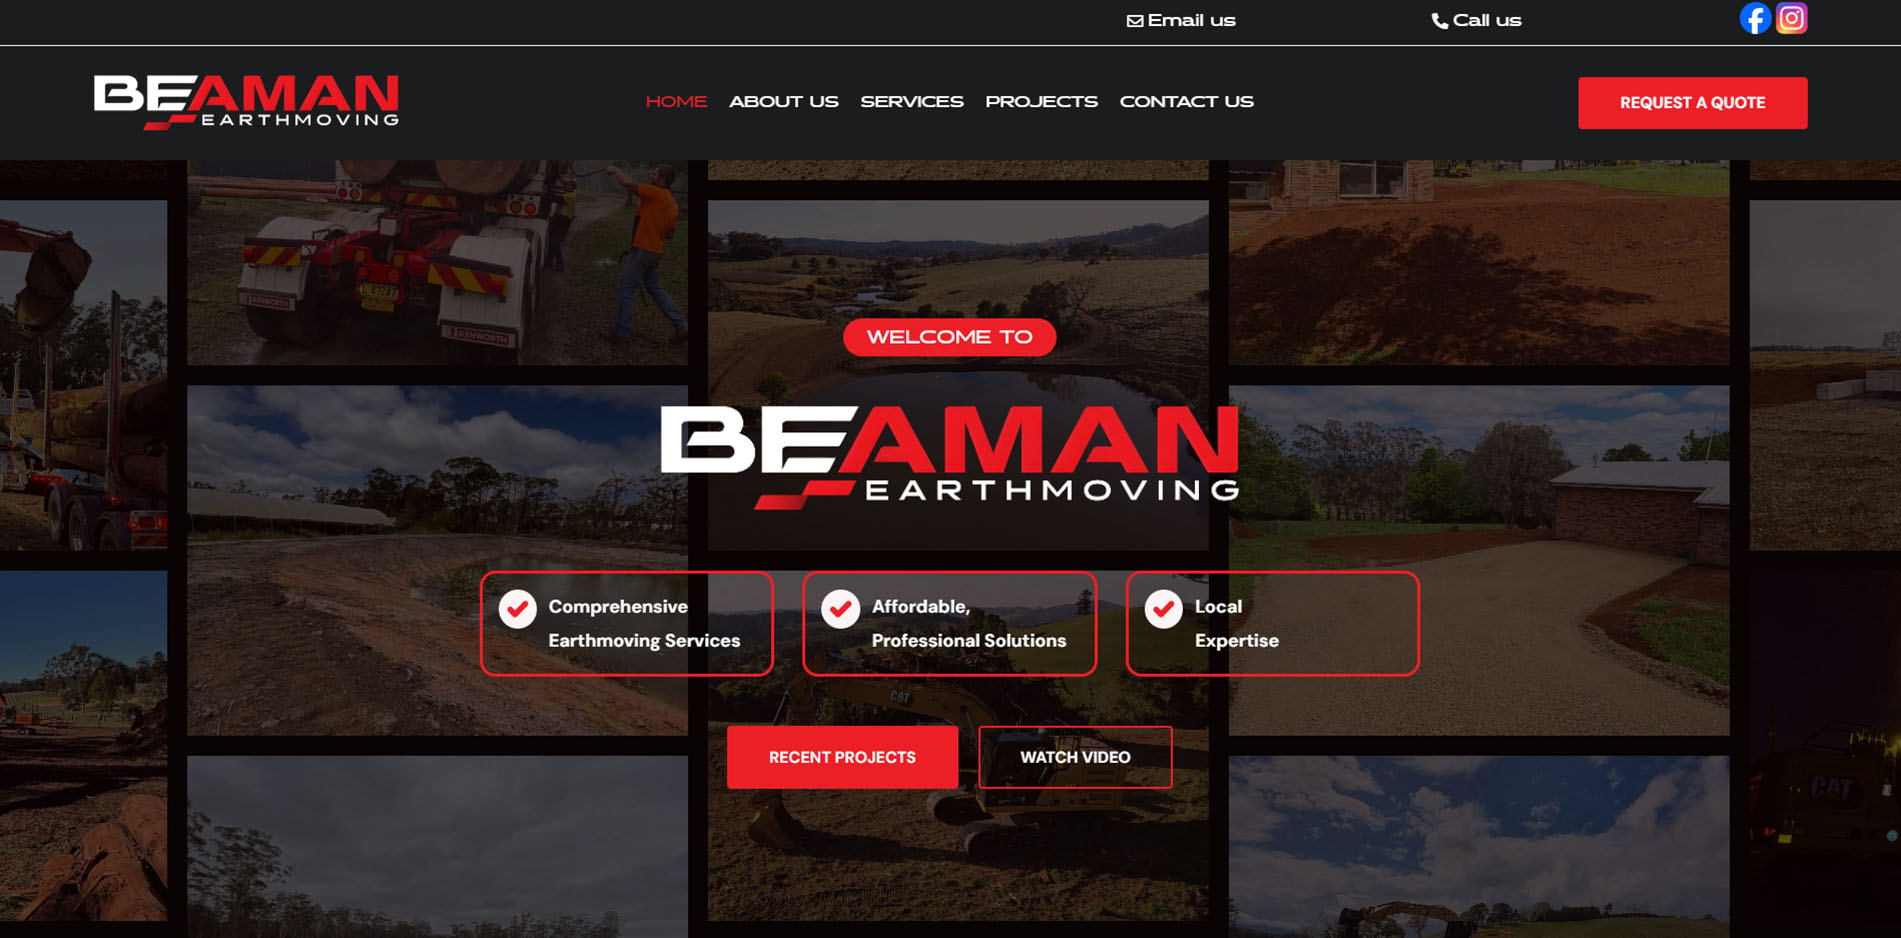 Email us
Call us
BEAMAN
EARTHMOVING
HOME
ABOUT US
SERVICES
PROJECTS
CONTACT US
REQUEST A QUOTE
KENWORTH
KENWORTH
WELCOME TO
BEAMAN
EARTHMOVING
Comprehensive
Earthmoving Services
Affordable,
Professional Solutions
Local
Expertise
CAT
RECENT PROJECTS
WATCH VIDEO
CAT